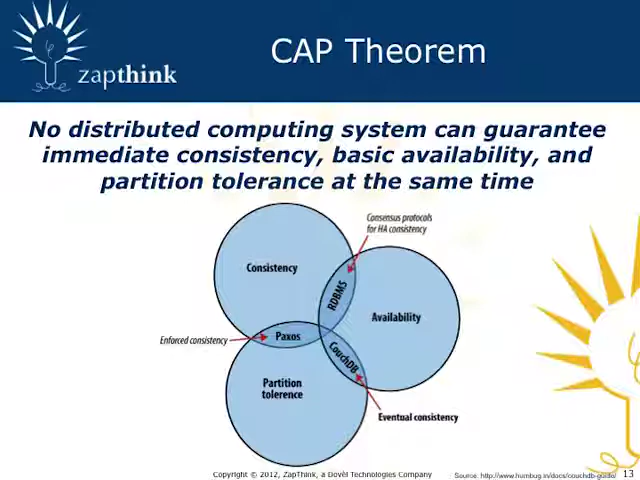 CAP Theorem
zapthink
No distributed computing system can guarantee
immediate consistency, basic availability, and
partition tolerance at the same time
Consensus protocols
for HA consistency
Consistency
RDBMS
Availability
Enforced consistency
Paxos
CouchDB
Partition
tolerence
Eventual consistency
Copyright © 2012, ZapThink, a Dovèl Technologies Company
Source: http://www.humbug.in/docs/couchdb-guide/
13